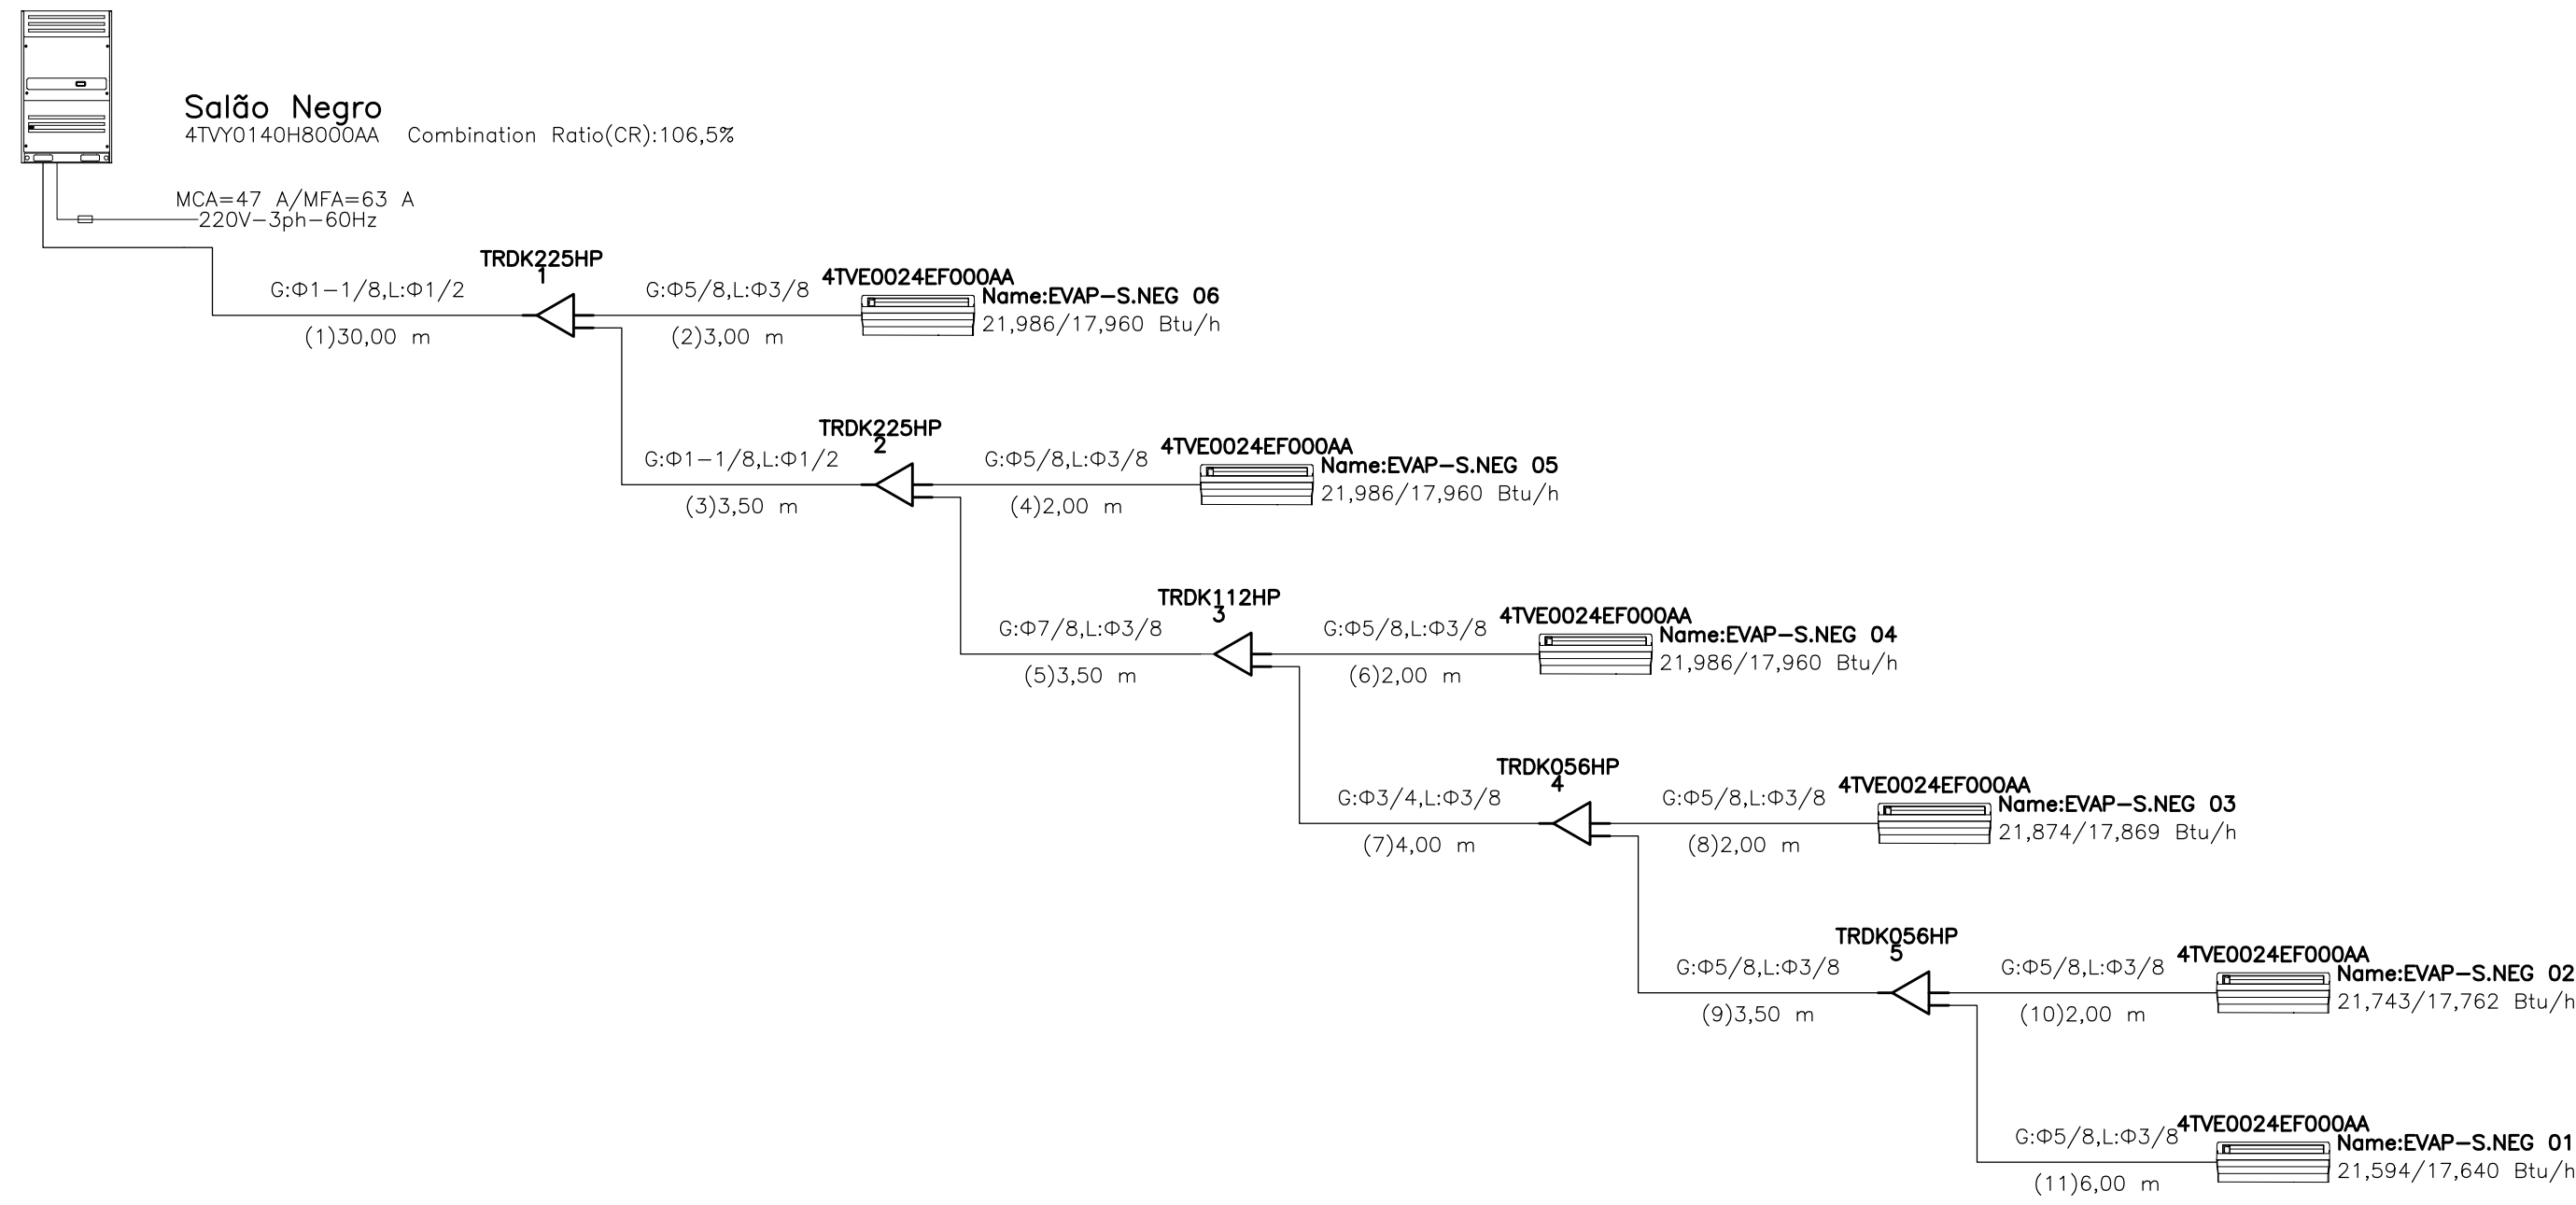 Salão Negro
4TVY0140H8000AA Combination Ratio(CR):106,5%
MCA=47 A/MFA=63 A
220V-3ph-60Hz
TRDK225HP
1
G:Φ1-1/8,L:Φ1/2
(1)30,00 m
G:Φ5/8,L:Φ3/8
(2)3,00 m
4TVE0024EF000AA
Name:EVAP-S.NEG 06
21,986/17,960 Btu/h
TRDK225HP
2
G:Φ1-1/8,L:Φ1/2
(3)3,50 m
G:Φ5/8,L:Φ3/8
(4)2,00 m
4TVE0024EF000AA
Name:EVAP-S.NEG 05
21,986/17,960 Btu/h
TRDK112HP
3
G:Φ7/8,L:Φ3/8
(5)3,50 m
G:Φ5/8,L:Φ3/8
(6)2,00 m
4TVE0024EF000AA
Name:EVAP-S.NEG 04
21,986/17,960 Btu/h
TRDK056HP
4
G:Φ3/4,L:Φ3/8
(7)4,00 m
G:Φ5/8,L:Φ3/8
(8)2,00 m
4TVE0024EF000AA
Name:EVAP-S.NEG 03
21,874/17,869 Btu/h
TRDK056HP
5
G:Φ5/8,L:Φ3/8
(9)3,50 m
G:Φ5/8,L:Φ3/8
(10)2,00 m
4TVE0024EF000AA
Name:EVAP-S.NEG 02
21,743/17,762 Btu/h
G:Φ5/8,L:Φ3/8
(11)6,00 m
4TVE0024EF000AA
Name:EVAP-S.NEG 01
21,594/17,640 Btu/h